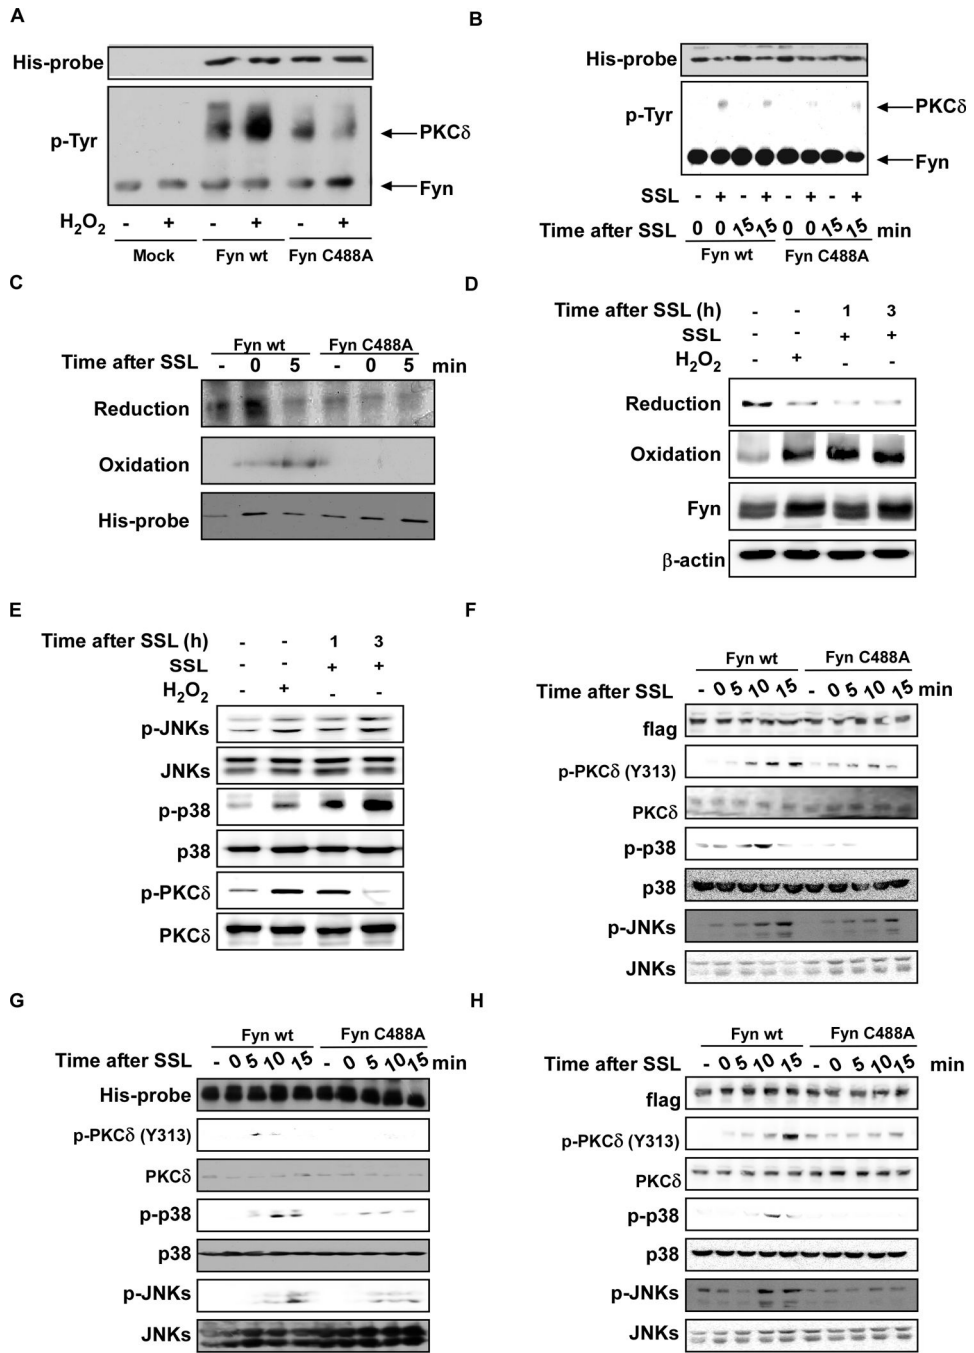 A
His-probe
p-Tyr
PKCδ
Fyn
H2O2 - + - + - +
Mock Fyn wt Fyn C488A
B
His-probe
p-Tyr
PKCδ
Fyn
SSL - + - + - + - +
Time after SSL 0 0 15 15 0 0 15 15 min
Fyn wt Fyn C488A
C
Fyn wt Fyn C488A
Time after SSL - 0 5 - 0 5 min
Reduction
Oxidation
His-probe
D
Time after SSL (h) - - 1 3
SSL - - + +
H2O2 - + - -
Reduction
Oxidation
Fyn
β-actin
E
Time after SSL (h) - - 1 3
SSL - - + +
H2O2 - + - -
p-JNKs
JNKs
p-p38
p38
p-PKCδ
PKCδ
F
Fyn wt Fyn C488A
Time after SSL - 0 5 10 15 - 0 5 10 15 min
flag
p-PKCδ (Y313)
PKCδ
p-p38
p38
p-JNKs
JNKs
G
Fyn wt Fyn C488A
Time after SSL - 0 5 10 15 - 0 5 10 15 min
His-probe
p-PKCδ (Y313)
PKCδ
p-p38
p38
p-JNKs
JNKs
H
Fyn wt Fyn C488A
Time after SSL - 0 5 10 15 - 0 5 10 15 min
flag
p-PKCδ (Y313)
PKCδ
p-p38
p38
p-JNKs
JNKs